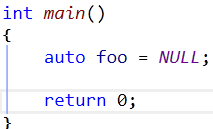 int main()
{
    auto foo = NULL;
    return 0;
}